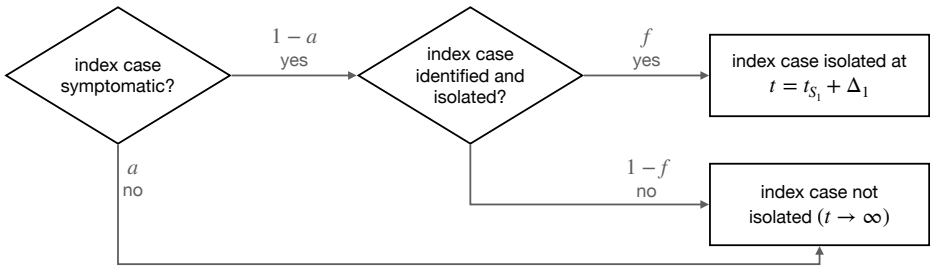 index case
symptomatic?
1 − a
yes
index case
identified and
isolated?
f
yes
index case isolated at
t = t_{S_1} + Δ_1
a
no
1 − f
no
index case not
isolated (t → ∞)